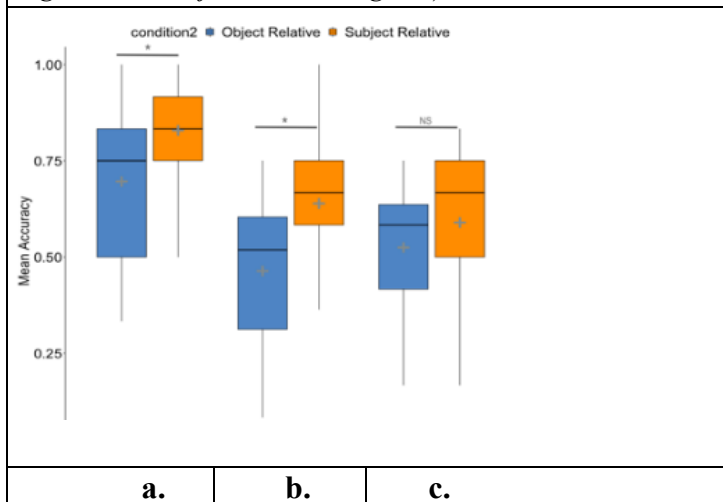 condition2 Object Relative Subject Relative
*
1.00
*
NS
0.75
Mean Accuracy
0.50
0.25
a. b. c.